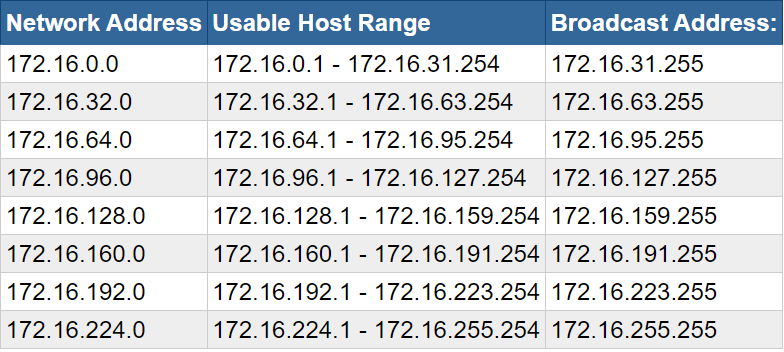 Network Address Usable Host Range Broadcast Address:
172.16.0.0 172.16.0.1 - 172.16.31.254 172.16.31.255
172.16.32.0 172.16.32.1 - 172.16.63.254 172.16.63.255
172.16.64.0 172.16.64.1 - 172.16.95.254 172.16.95.255
172.16.96.0 172.16.96.1 - 172.16.127.254 172.16.127.255
172.16.128.0 172.16.128.1 - 172.16.159.254 172.16.159.255
172.16.160.0 172.16.160.1 - 172.16.191.254 172.16.191.255
172.16.192.0 172.16.192.1 - 172.16.223.254 172.16.223.255
172.16.224.0 172.16.224.1 - 172.16.255.254 172.16.255.255